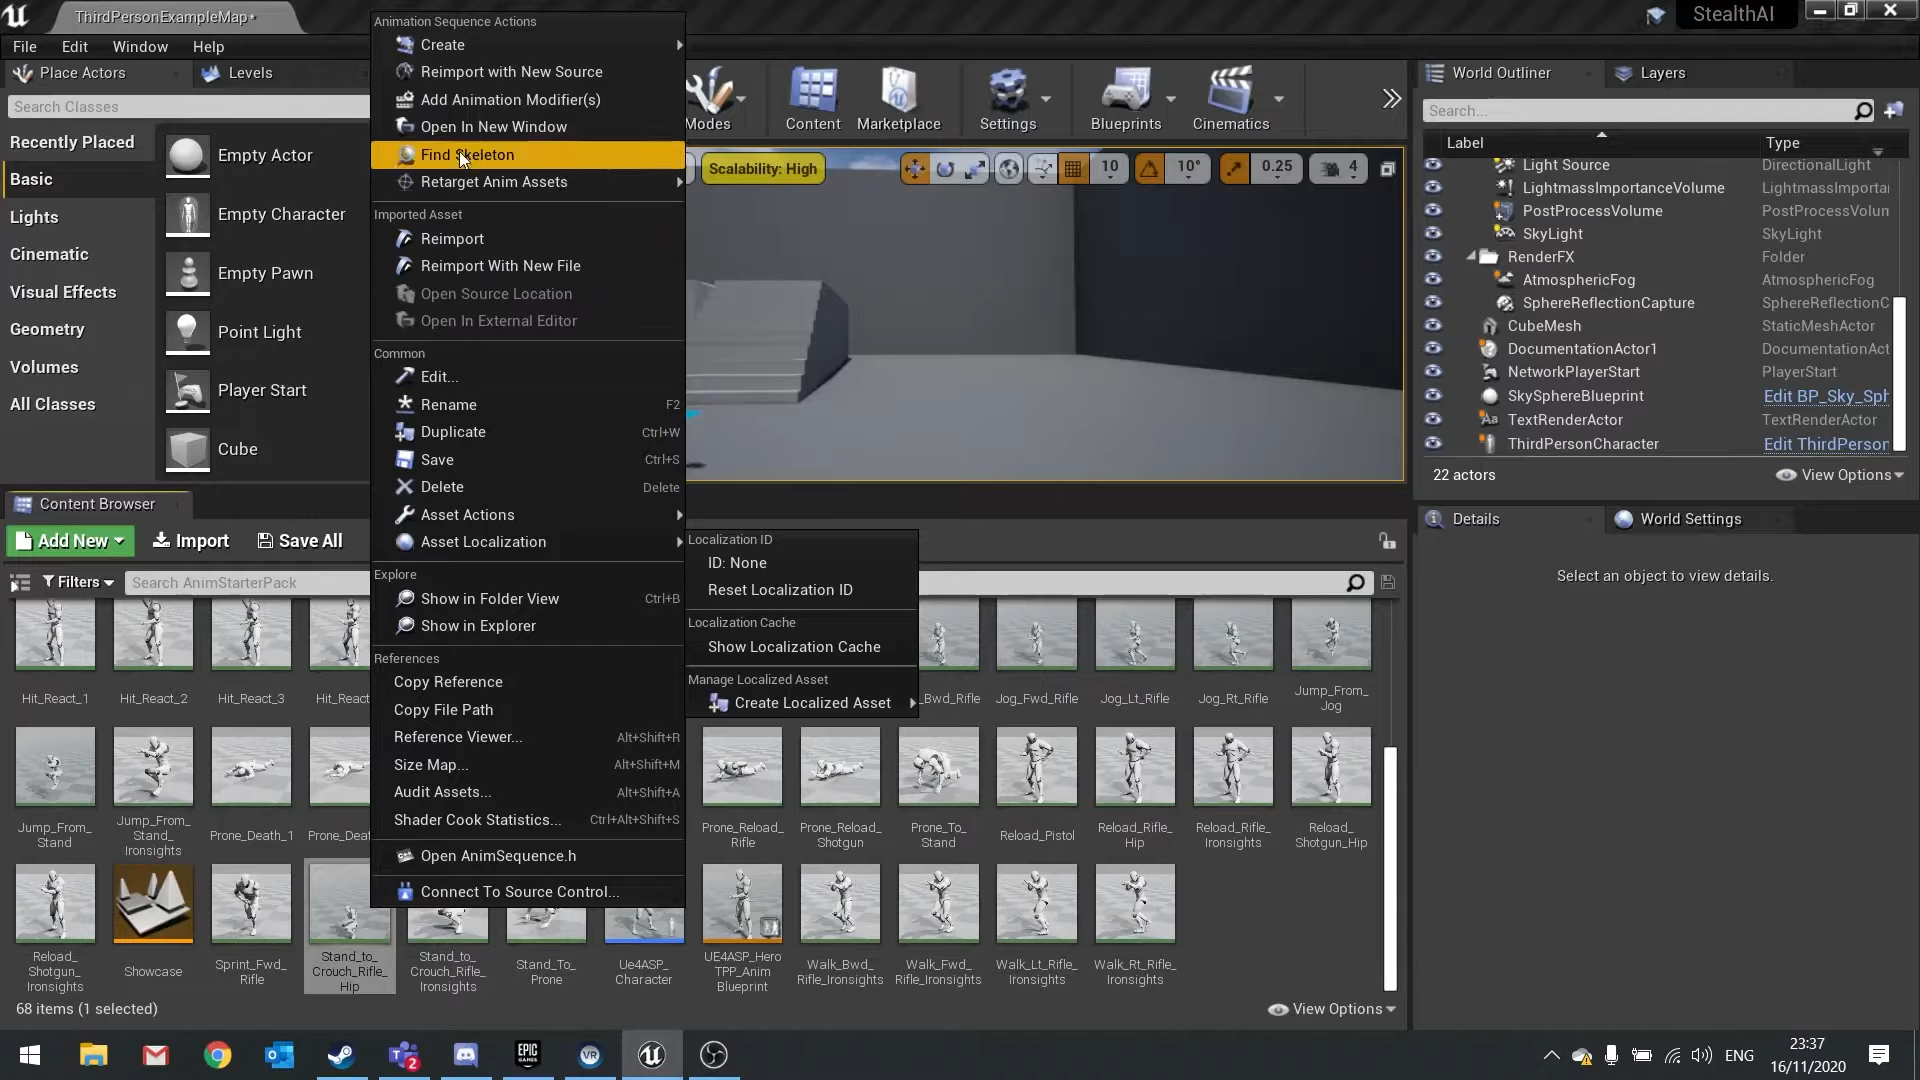 ThirdPersonExampleMap*
StealthAI
File Edit Window Help
Place Actors
Levels
Search Classes
Recently Placed
Basic
Lights
Cinematic
Visual Effects
Geometry
Volumes
All Classes
Empty Actor
Empty Character
Empty Pawn
Point Light
Player Start
Cube
Animation Sequence Actions
Create
Reimport with New Source
Add Animation Modifier(s)
Open In New Window
Find Skeleton
Retarget Anim Assets
Imported Asset
Reimport
Reimport With New File
Open Source Location
Open In External Editor
Common
Edit...
Rename F2
Duplicate Ctrl+W
Save Ctrl+S
Delete Delete
Asset Actions
Asset Localization
Explore
Show in Folder View Ctrl+B
Show in Explorer
References
Copy Reference
Copy File Path
Reference Viewer... Alt+Shift+R
Size Map... Alt+Shift+M
Audit Assets... Alt+Shift+A
Shader Cook Statistics... Ctrl+Alt+Shift+S
Open AnimSequence.h
Connect To Source Control...
Localization ID
ID: None
Reset Localization ID
Localization Cache
Show Localization Cache
Manage Localized Asset
Create Localized Asset
Modes
Content
Marketplace
Settings
Blueprints
Cinematics
Scalability: High
10
10°
0.25
4
World Outliner
Layers
Search...
Label Type
Light Source DirectionalLight
LightmassImportanceVolume LightmassImporta
PostProcessVolume PostProcessVolum
SkyLight SkyLight
RenderFX Folder
AtmosphericFog AtmosphericFog
SphereReflectionCapture SphereReflectionC
CubeMesh StaticMeshActor
DocumentationActor1 DocumentationAct
NetworkPlayerStart PlayerStart
SkySphereBlueprint Edit BP_Sky_Sph
TextRenderActor TextRenderActor
ThirdPersonCharacter Edit ThirdPerson
22 actors
View Options
Details
World Settings
Select an object to view details.
Content Browser
Add New
Import
Save All
Filters
Search AnimStarterPack
Hit_React_1
Hit_React_2
Hit_React_3
Hit_React
_Bwd_Rifle
Jog_Fwd_Rifle
Jog_Lt_Rifle
Jog_Rt_Rifle
Jump_From_
Jog
Jump_From_
Stand
Jump_From_
Stand_
Ironsights
Prone_Death_1
Prone_Deat
Prone_Reload_
Rifle
Prone_Reload_
Shotgun
Prone_To_
Stand
Reload_Pistol
Reload_Rifle_
Hip
Reload_Rifle_
Ironsights
Reload_
Shotgun_Hip
Reload_
Shotgun_
Ironsights
Showcase
Sprint_Fwd_
Rifle
Stand_to_
Crouch_Rifle_
Hip
Stand_to_
Crouch_Rifle_
Ironsights
Stand_To_
Prone
Ue4ASP_
Character
UE4ASP_Hero
TPP_Anim
Blueprint
Walk_Bwd_
Rifle_Ironsights
Walk_Fwd_
Rifle_Ironsights
Walk_Lt_Rifle_
Ironsights
Walk_Rt_Rifle_
Ironsights
68 items (1 selected)
View Options
2
EPIC
GAMES
VR
ENG
23:37
16/11/2020